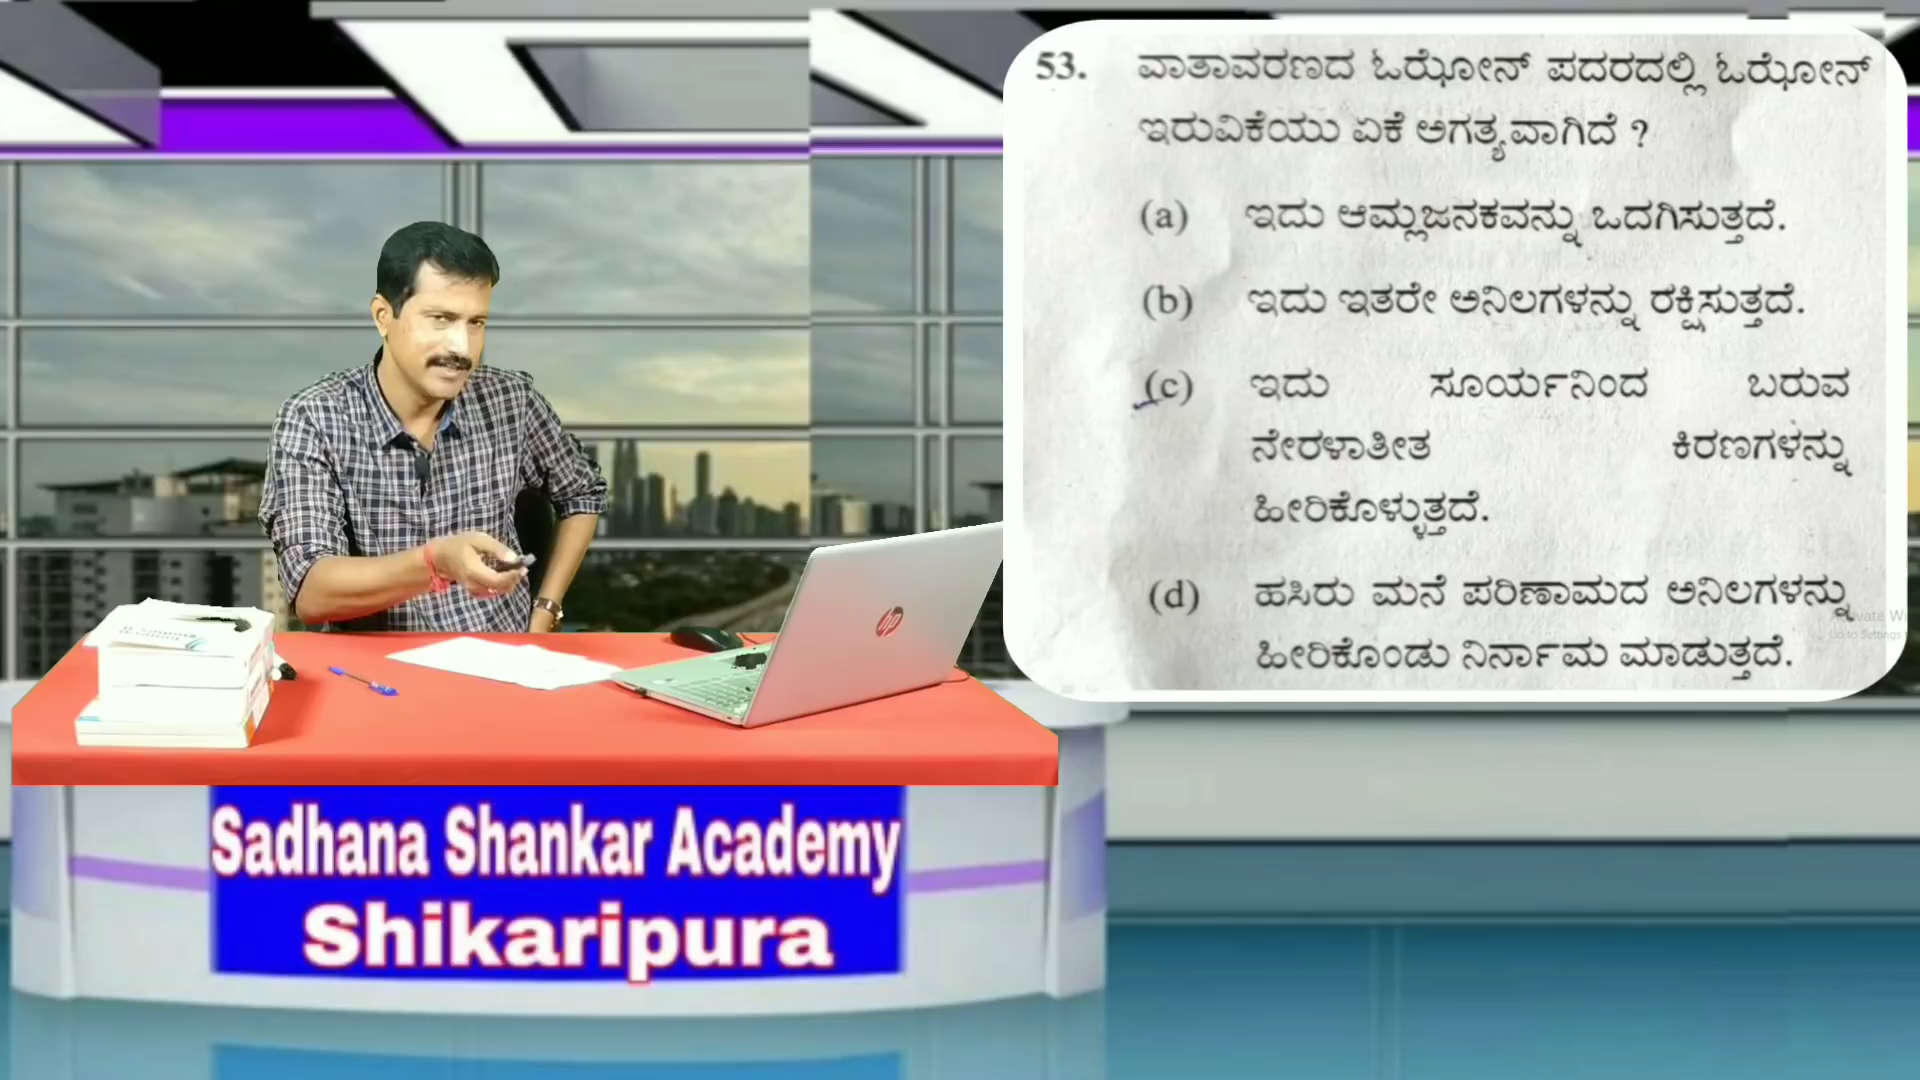 53. ವಾತಾವರಣದ ಓಝೋನ್ ಪದರದಲ್ಲಿ ಓಝೋನ್
ಇರುವಿಕೆಯು ಏಕೆ ಅಗತ್ಯವಾಗಿದೆ ?
(a) ಇದು ಆಮ್ಲಜನಕವನ್ನು ಒದಗಿಸುತ್ತದೆ.
(b) ಇದು ಇತರೇ ಅನಿಲಗಳನ್ನು ರಕ್ಷಿಸುತ್ತದೆ.
(c) ಇದು ಸೂರ್ಯನಿಂದ ಬರುವ
ನೇರಳಾತೀತ ಕಿರಣಗಳನ್ನು
ಹೀರಿಕೊಳ್ಳುತ್ತದೆ.
(d) ಹಸಿರು ಮನೆ ಪರಿಣಾಮದ ಅನಿಲಗಳನ್ನು
ಹೀರಿಕೊಂಡು ನಿರ್ನಾಮ ಮಾಡುತ್ತದೆ.
hp
Sadhana Shankar Academy
Shikaripura